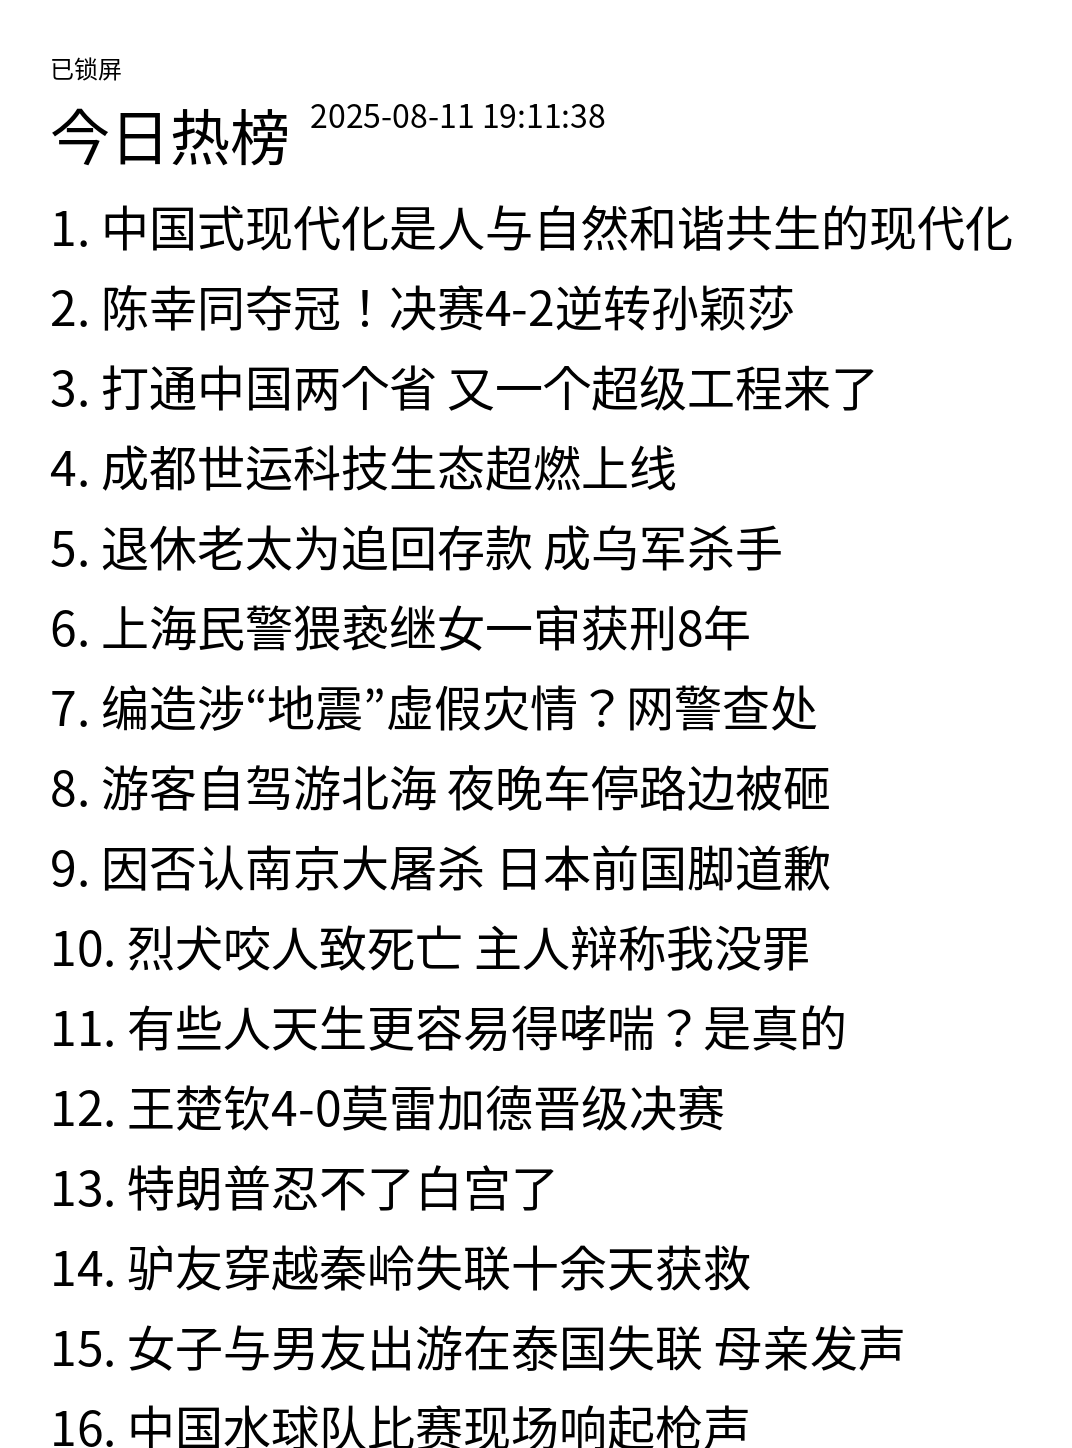 已锁屏
今日热榜 2025-08-11 19:11:38
1. 中国式现代化是人与自然和谐共生的现代化
2. 陈幸同夺冠！决赛4-2逆转孙颖莎
3. 打通中国两个省 又一个超级工程来了
4. 成都世运科技生态超燃上线
5. 退休老太为追回存款 成乌军杀手
6. 上海民警猥亵继女一审获刑8年
7. 编造涉“地震”虚假灾情？网警查处
8. 游客自驾游北海 夜晚车停路边被砸
9. 因否认南京大屠杀 日本前国脚道歉
10. 烈犬咬人致死亡 主人辩称我没罪
11. 有些人天生更容易得哮喘？是真的
12. 王楚钦4-0莫雷加德晋级决赛
13. 特朗普忍不了白宫了
14. 驴友穿越秦岭失联十余天获救
15. 女子与男友出游在泰国失联 母亲发声
16. 中国水球队比赛现场响起枪声